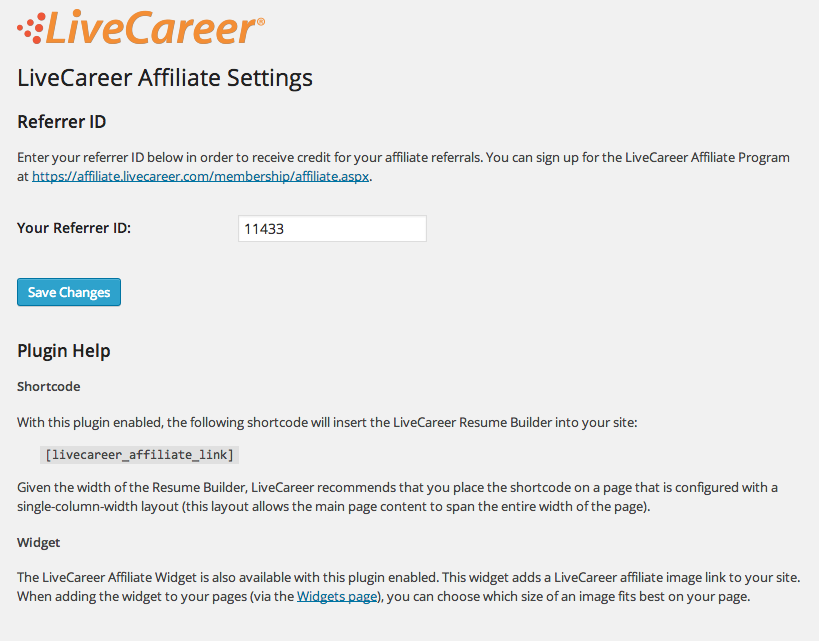 LiveCareer®
LiveCareer Affiliate Settings
Referrer ID
Enter your referrer ID below in order to receive credit for your affiliate referrals. You can sign up for the LiveCareer Affiliate Program
at https://affiliate.livecareer.com/membership/affiliate.aspx.
Your Referrer ID: 11433
Save Changes
Plugin Help
Shortcode
With this plugin enabled, the following shortcode will insert the LiveCareer Resume Builder into your site:
[livecareer_affiliate_link]
Given the width of the Resume Builder, LiveCareer recommends that you place the shortcode on a page that is configured with a
single-column-width layout (this layout allows the main page content to span the entire width of the page).
Widget
The LiveCareer Affiliate Widget is also available with this plugin enabled. This widget adds a LiveCareer affiliate image link to your site.
When adding the widget to your pages (via the Widgets page), you can choose which size of an image fits best on your page.